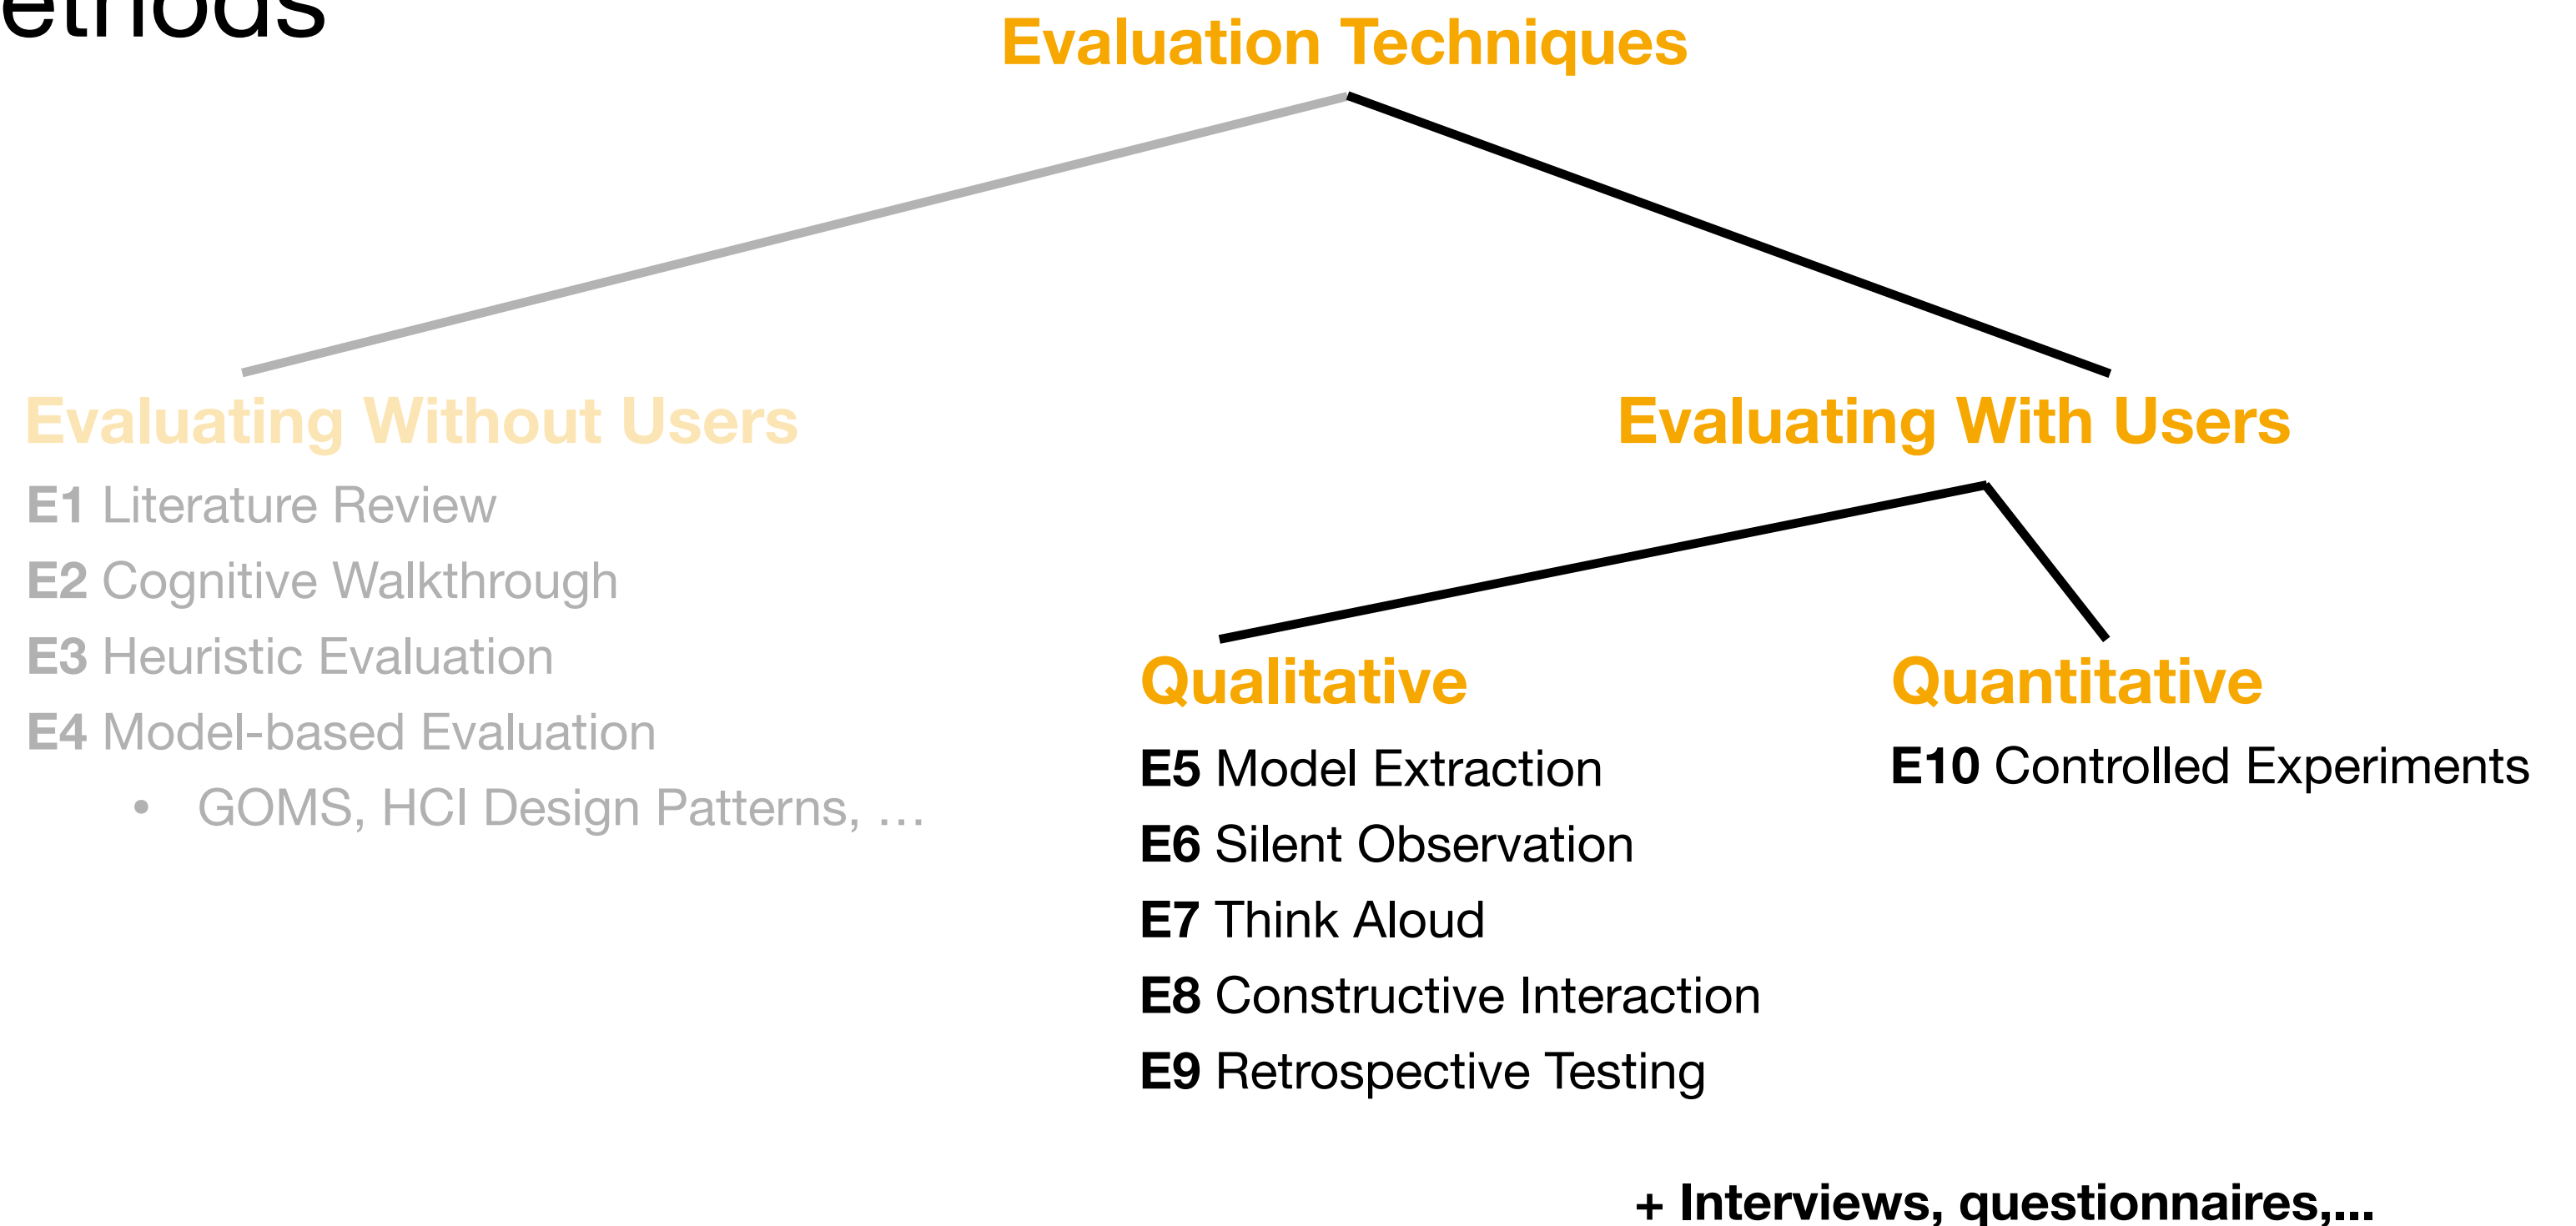 ethods
Evaluation Techniques
Evaluating Without Users
E1 Literature Review
E2 Cognitive Walkthrough
E3 Heuristic Evaluation
E4 Model-based Evaluation
• GOMS, HCI Design Patterns, …
Evaluating With Users
Qualitative
E5 Model Extraction
E6 Silent Observation
E7 Think Aloud
E8 Constructive Interaction
E9 Retrospective Testing
Quantitative
E10 Controlled Experiments
+ Interviews, questionnaires,...